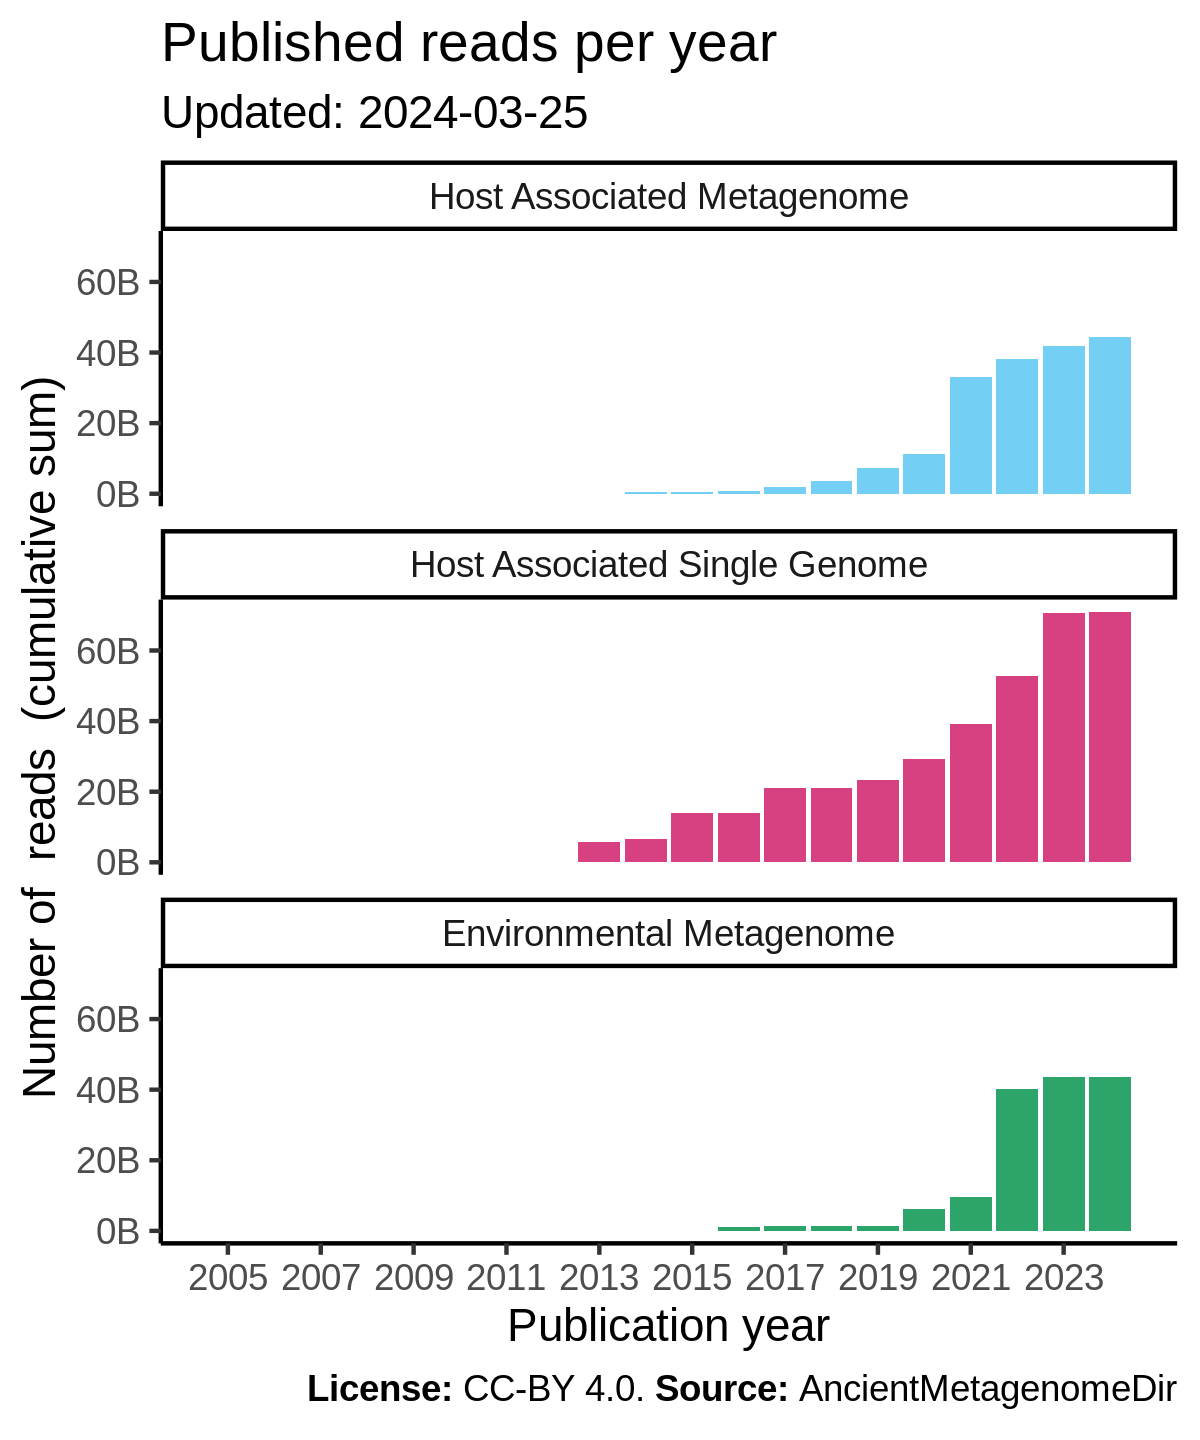 Published reads per year
Updated: 2024-03-25
Host Associated Metagenome
60B
40B
20B
0B
Host Associated Single Genome
60B
40B
20B
0B
Environmental Metagenome
60B
40B
20B
0B
Number of  reads  (cumulative sum)
2005 2007 2009 2011 2013 2015 2017 2019 2021 2023
Publication year
License: CC-BY 4.0. Source: AncientMetagenomeDir